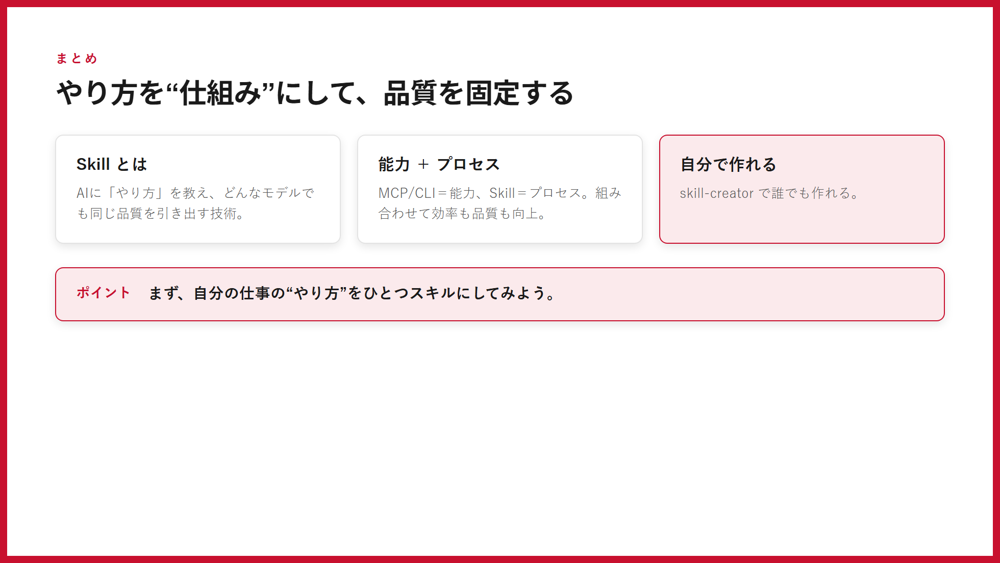 まとめ
やり方を“仕組み”にして、品質を固定する
Skill とは
AIに「やり方」を教え、どんなモデルで
も同じ品質を引き出す技術。
能力 ＋ プロセス
MCP/CLI＝能力、Skill＝プロセス。組み
合わせて効率も品質も向上。
自分で作れる
skill-creator で誰でも作れる。
ポイント まず、自分の仕事の“やり方”をひとつスキルにしてみよう。